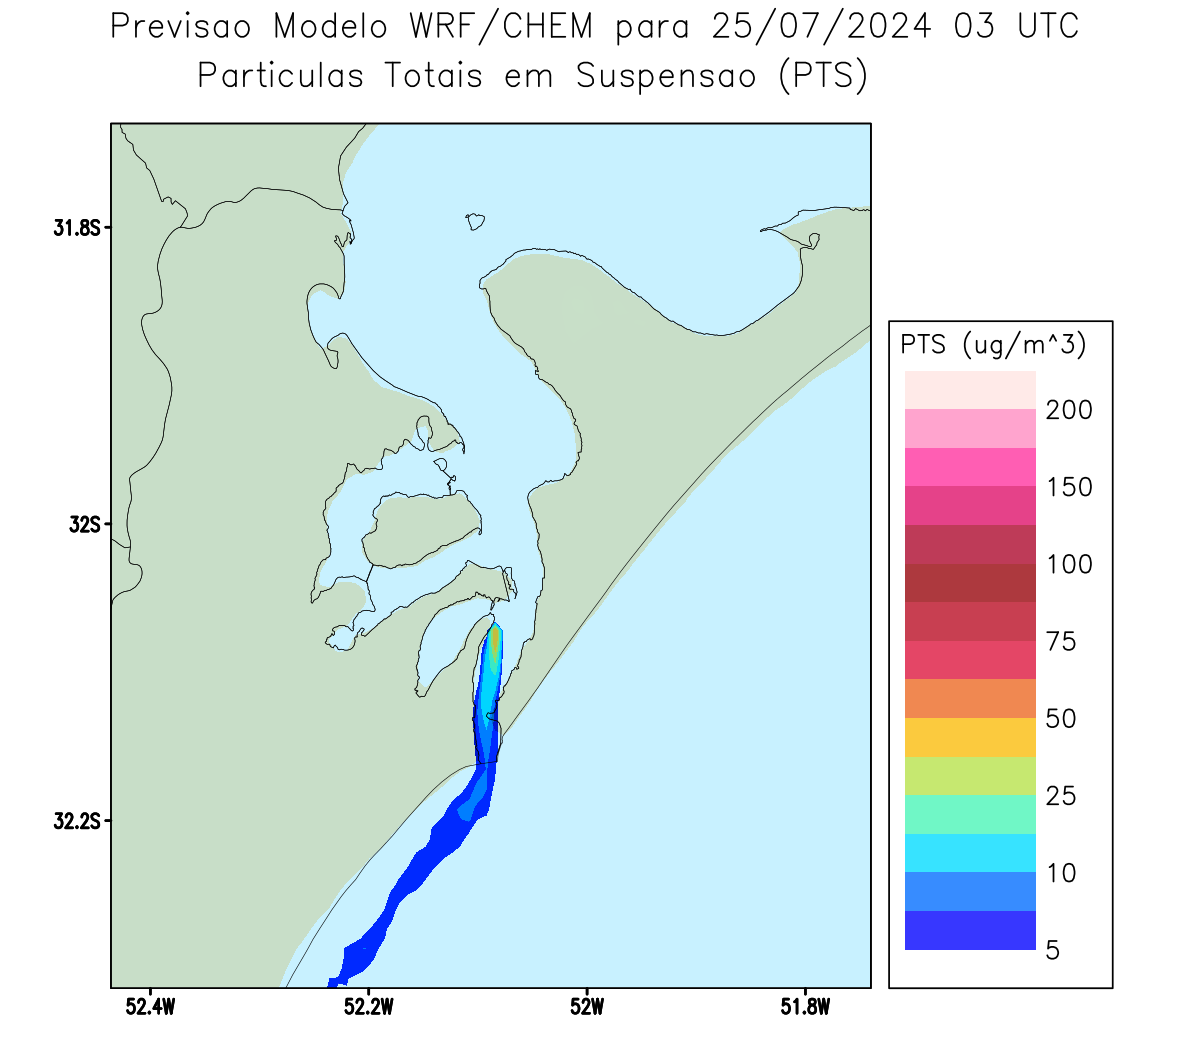 Previsao Modelo WRF/CHEM para 25/07/2024 03 UTC
Particulas Totais em Suspensao (PTS)
31.8S
32S
32.2S
52.4W
52.2W
52W
51.8W
PTS (ug/m^3)
200
150
100
75
50
25
10
5